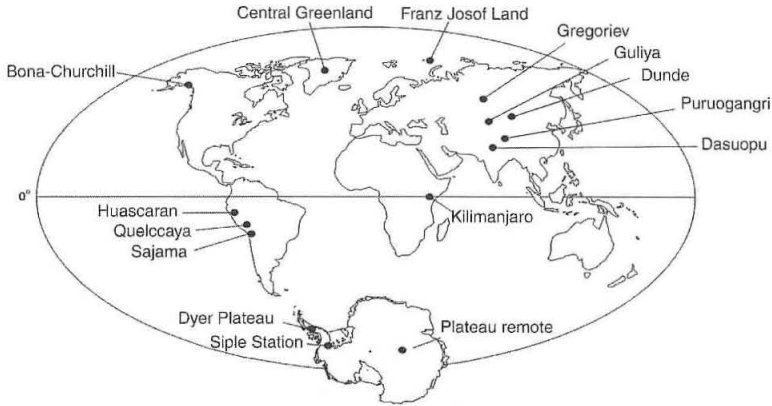 Central Greenland
Franz Josof Land
Gregoriev
Guliya
Bona-Churchill
Dunde
Puruogangri
Dasuopu
0°
Huascaran
Kilimanjaro
Quelccaya
Sajama
Dyer Plateau
Plateau remote
Siple Station